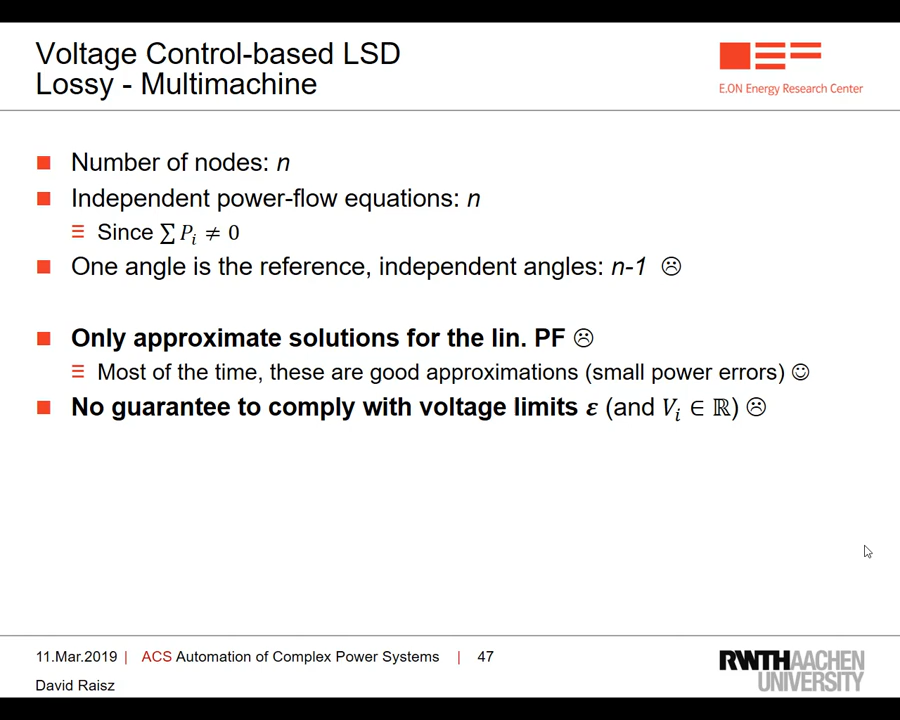 Voltage Control-based LSD
Lossy - Multimachine
E.ON Energy Research Center
Number of nodes: n
Independent power-flow equations: n
Since ∑ Pᵢ ≠ 0
One angle is the reference, independent angles: n-1 ☹
Only approximate solutions for the lin. PF ☹
Most of the time, these are good approximations (small power errors) ☺
No guarantee to comply with voltage limits ε (and Vᵢ ∈ ℝ) ☹
11.Mar.2019 | ACS Automation of Complex Power Systems | 47
David Raisz
RWTHAACHEN
UNIVERSITY